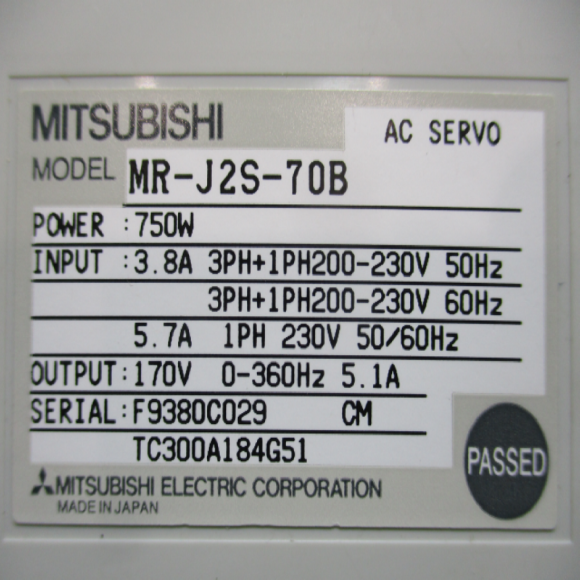 MITSUBISHI
AC SERVO
MODEL MR-J2S-70B
POWER :750W
INPUT :3.8A 3PH+1PH200-230V 50Hz
3PH+1PH200-230V 60Hz
5.7A 1PH 230V 50/60Hz
OUTPUT:170V 0-360Hz 5.1A
SERIAL:F9380C029 CM
TC300A184G51
PASSED
MITSUBISHI ELECTRIC CORPORATION
MADE IN JAPAN